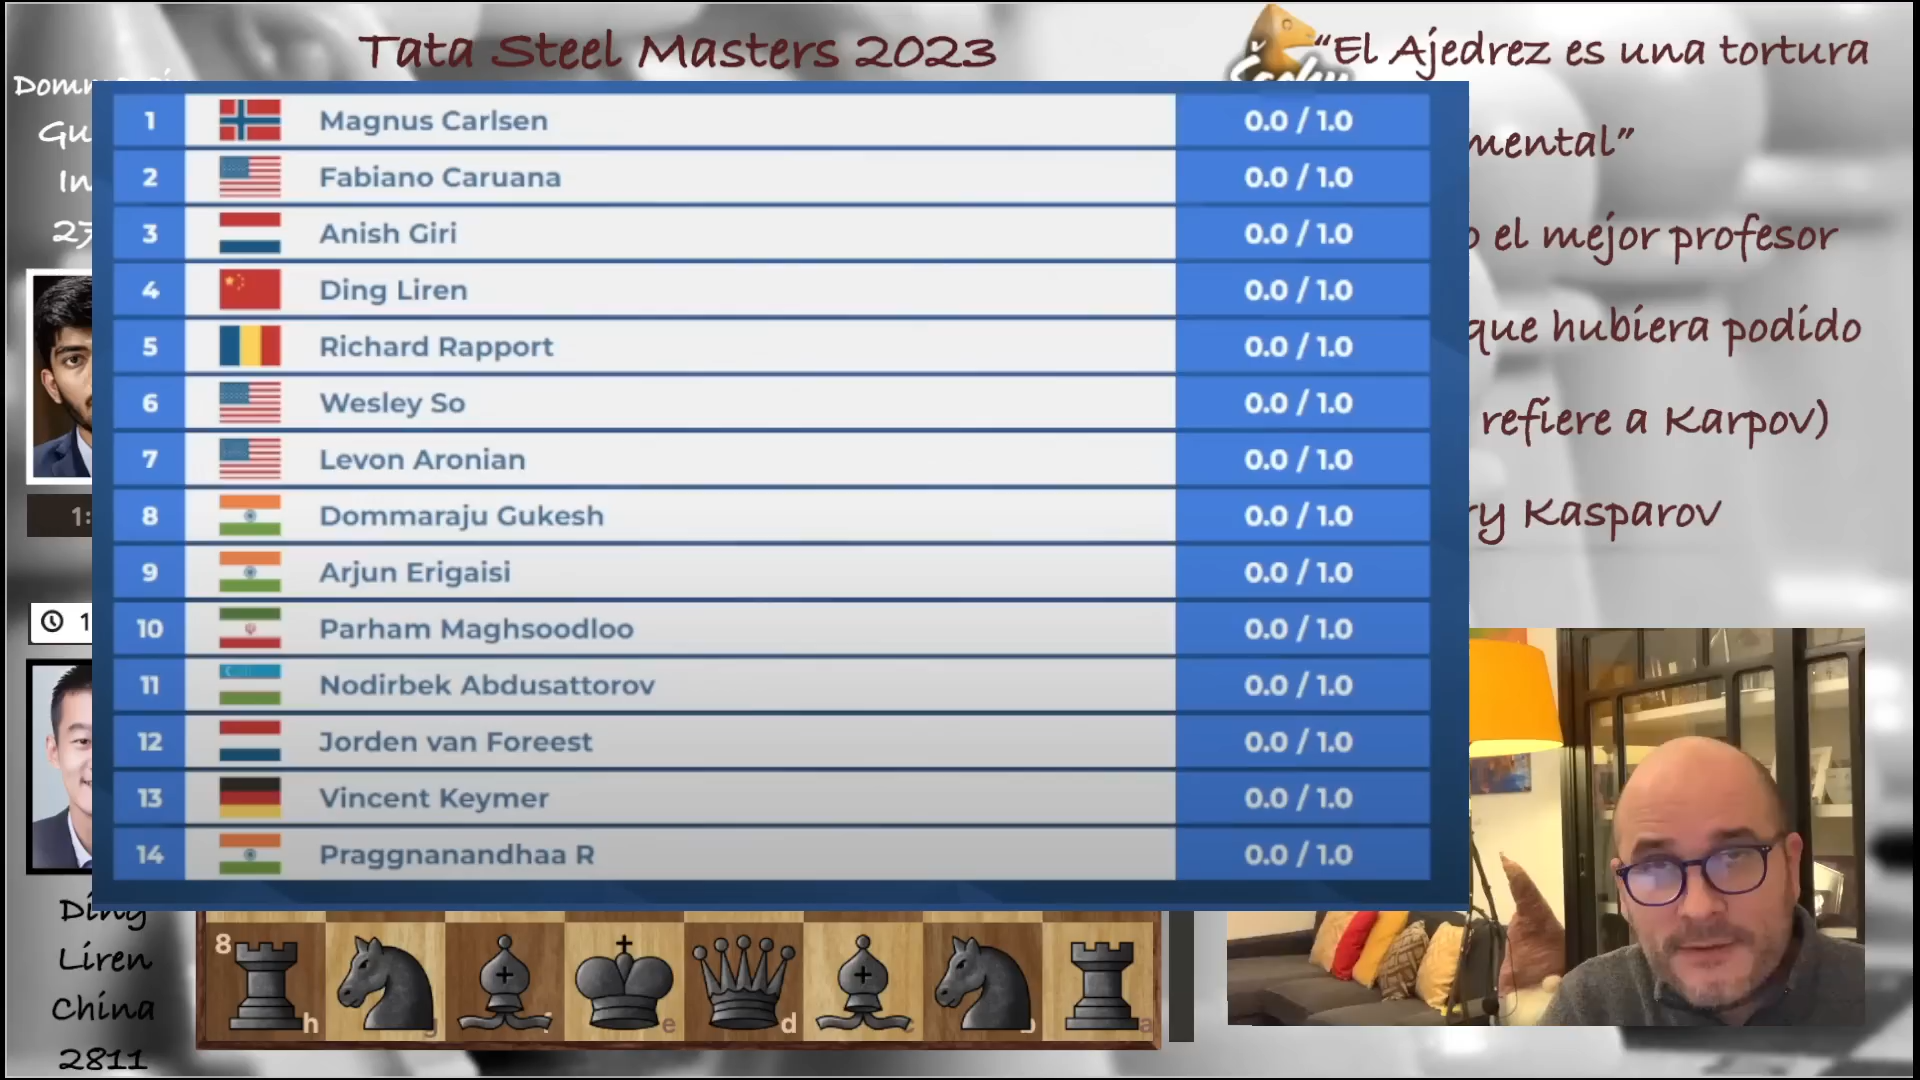 Tata Steel Masters 2023
"El Ajedrez es una tortura
mental"
el mejor profesor
que hubiera podido
refiere a Karpov)
Kasparov
1 Magnus Carlsen 0.0 / 1.0
2 Fabiano Caruana 0.0 / 1.0
3 Anish Giri 0.0 / 1.0
4 Ding Liren 0.0 / 1.0
5 Richard Rapport 0.0 / 1.0
6 Wesley So 0.0 / 1.0
7 Levon Aronian 0.0 / 1.0
8 Dommaraju Gukesh 0.0 / 1.0
9 Arjun Erigaisi 0.0 / 1.0
10 Parham Maghsoodloo 0.0 / 1.0
11 Nodirbek Abdusattorov 0.0 / 1.0
12 Jorden van Foreest 0.0 / 1.0
13 Vincent Keymer 0.0 / 1.0
14 Praggnanandhaa R 0.0 / 1.0
Ding
Liren
China
2811
8
h g f e d c b a